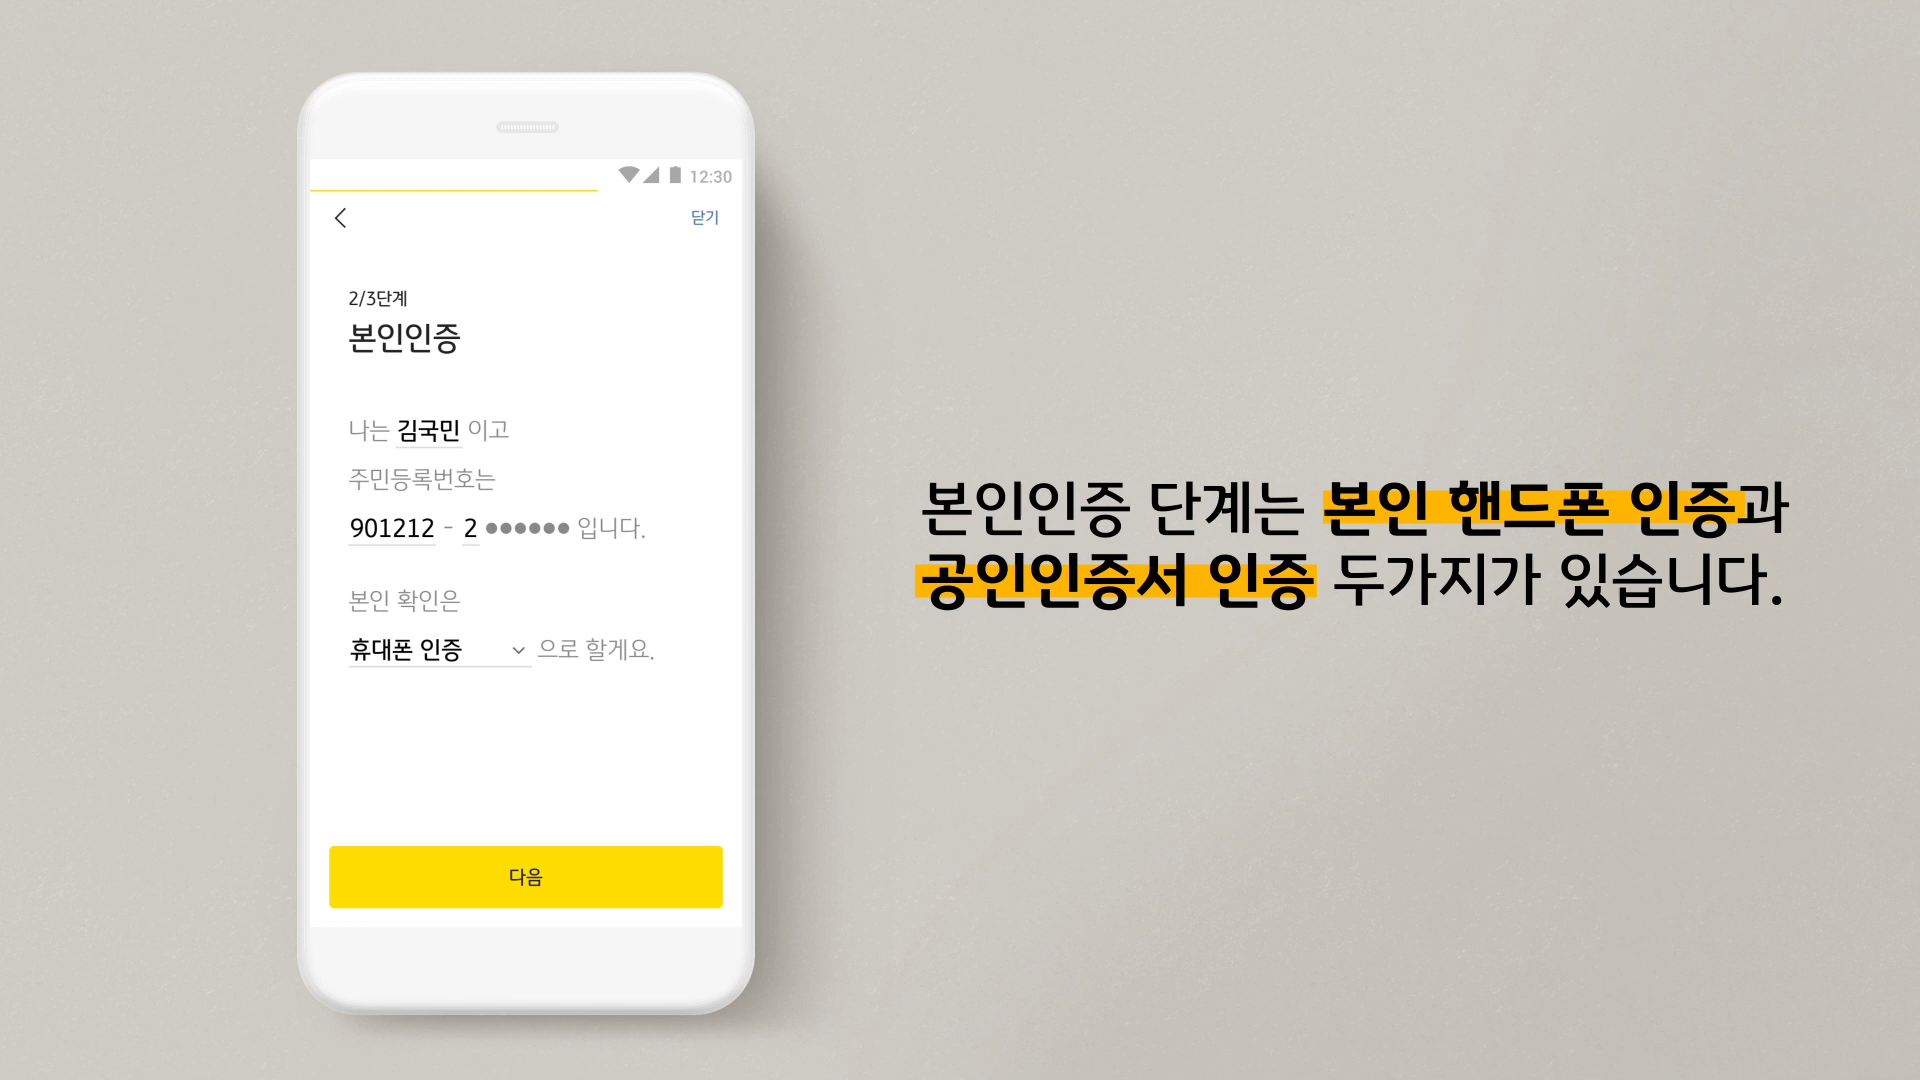 12:30
닫기
2/3단계
본인인증
나는 김국민 이고
주민등록번호는
901212 - 2 ●●●●●● 입니다.
본인 확인은
휴대폰 인증 으로 할게요.
다음
본인인증 단계는 본인 핸드폰 인증과
공인인증서 인증 두가지가 있습니다.